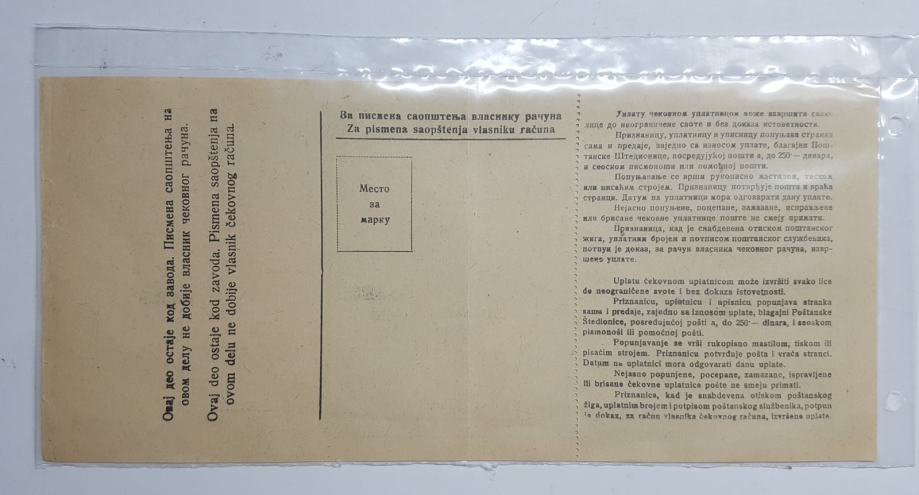 Овај део остаје код завода. Писмена саопштења на
овом делу не добије власник чековног рачуна.
Ovaj deo ostaje kod zavoda. Pismena saopštenja na
ovom delu ne dobije vlasnik čekovnog računa.
За писмена саопштења власнику рачуна
Za pismena saopštenja vlasniku računa
Место
за
марку
Уплату чековном уплатницом може извршити свако
лице до неограничене своте и без доказа истоветности.
Признаницу, уплатницу и уписницу попуњава странка
сама и предаје, заједно са износом уплате, благајни Пош-
танске Штедионице, посредујућој пошти а, до 250·— динара,
и сеоском писмоноши или помоћној пошти.
Попуњавање се врши рукописно мастилом, тиском
или писаћим стројем. Признаницу потврђује пошта и враћа
странци. Датум на уплатници мора одговарати дану уплате.
Нејасно попуњене, поцепане, замазане, исправљене
или брисане чековне уплатнице поште не смеју примати.
Признаница, кад је снабдевена отиском поштанског
жига, уплатним бројем и потписом поштанског службеника,
потпун је доказ, за рачун власника чековног рачуна, извр-
шене уплате.
Uplatu čekovnom uplatnicom može izvršiti svako lice
do neograničene svote i bez dokaza istovetnosti.
Priznanicu, uplatnicu i upisnicu popunjava stranka
sama i predaje, zajedno sa iznosom uplate, blagajni Poštanske
Štedionice, posredujućoj pošti a, do 250·— dinara, i seoskom
pismonoši ili pomoćnoj pošti.
Popunjavanje se vrši rukopisno mastilom, tiskom ili
pisaćim strojem. Priznanicu potvrđuje pošta i vraća stranci.
Datum na uplatnici mora odgovarati danu uplate.
Nejasno popunjene, pocepane, zamazane, ispravljene
ili brisane čekovne uplatnice pošte ne smeju primati.
Priznanica, kad je snabdevena otiskom poštanskog
žiga, uplatnim brojem i potpisom poštanskog službenika, potpun
je dokaz, za račun vlasnika čekovnog računa, izvršene uplate.